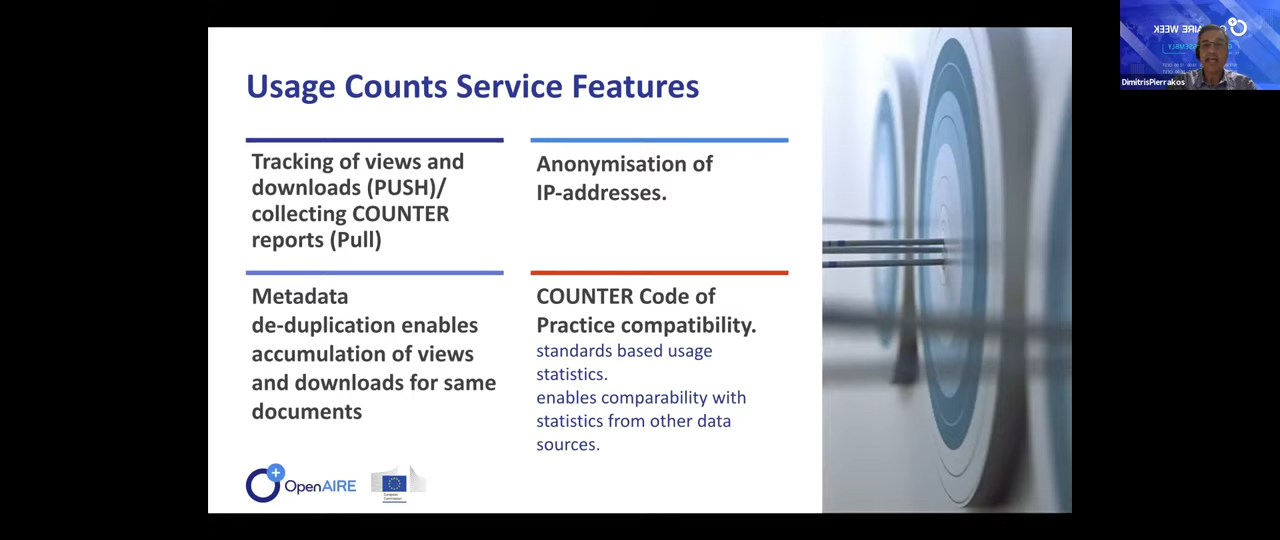 Usage Counts Service Features
Tracking of views and
downloads (PUSH)/
collecting COUNTER
reports (Pull)
Anonymisation of
IP-addresses.
Metadata
de-duplication enables
accumulation of views
and downloads for same
documents
COUNTER Code of
Practice compatibility.
standards based usage
statistics.
enables comparability with
statistics from other data
sources.
OpenAIRE
European
Commission
DimitrisPierrakos